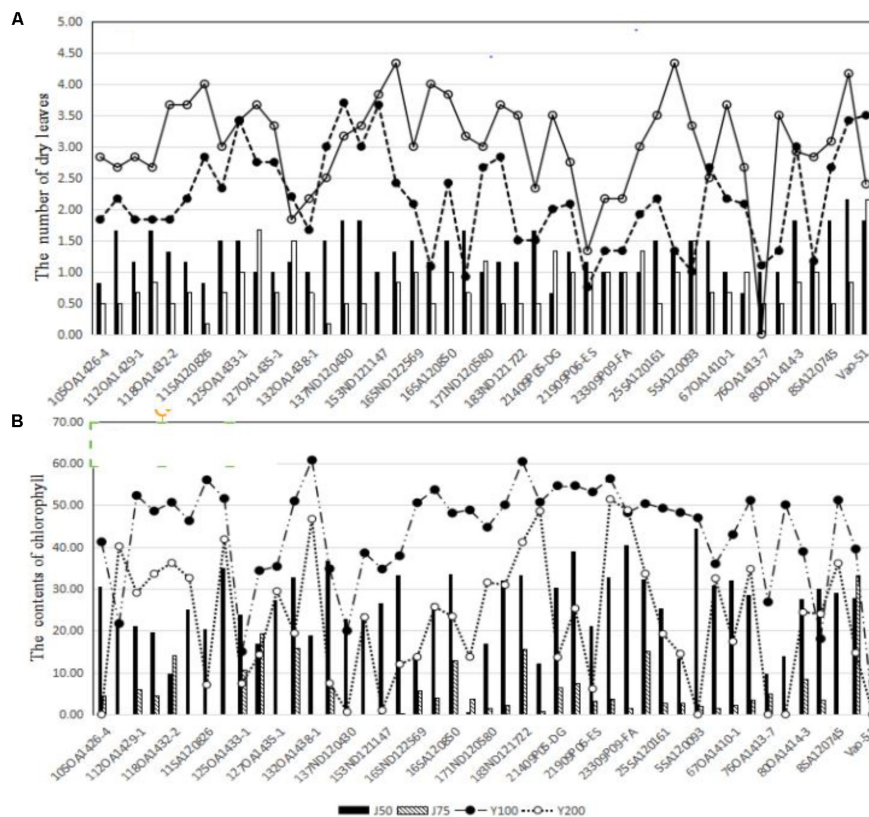 A
5.00
4.50
4.00
3.50
3.00
2.50
2.00
1.50
1.00
0.50
0.00
The number of dry leaves
105OA1426-4
112OA1429-1
118OA1432-2
115A120826
125OA1433-1
127OA1435-1
132OA1438-1
137ND120430
153ND121147
165ND122569
165A120850
171ND120580
183ND121722
21409P05-DG
21909P06-ES
23309P09-FA
25SA120161
55SA120093
67OA1410-1
76OA1413-7
80OA1414-3
85A120745
Vao-51
B
70.00
60.00
50.00
40.00
30.00
20.00
10.00
0.00
The contents of chlorophyll
105OA1426-4
112OA1429-1
118OA1432-2
115A120826
125OA1433-1
127OA1435-1
132OA1438-1
137ND120430
153ND121147
165ND122569
165A120850
171ND120580
183ND121722
21409P05-DG
21909P06-ES
23309P09-FA
25SA120161
55SA120093
67OA1410-1
76OA1413-7
80OA1414-3
85A120745
Vao-51
J50 J75 Y100 Y200